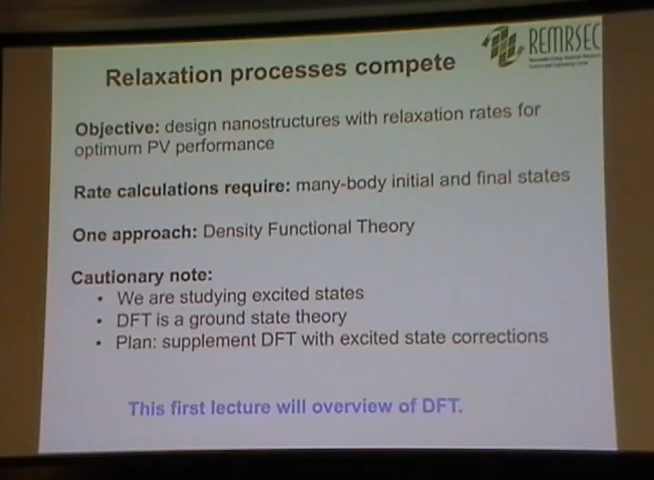 REMRSEC
Relaxation processes compete
Objective: design nanostructures with relaxation rates for
optimum PV performance
Rate calculations require: many-body initial and final states
One approach: Density Functional Theory
Cautionary note:
• We are studying excited states
• DFT is a ground state theory
• Plan: supplement DFT with excited state corrections
This first lecture will overview of DFT.